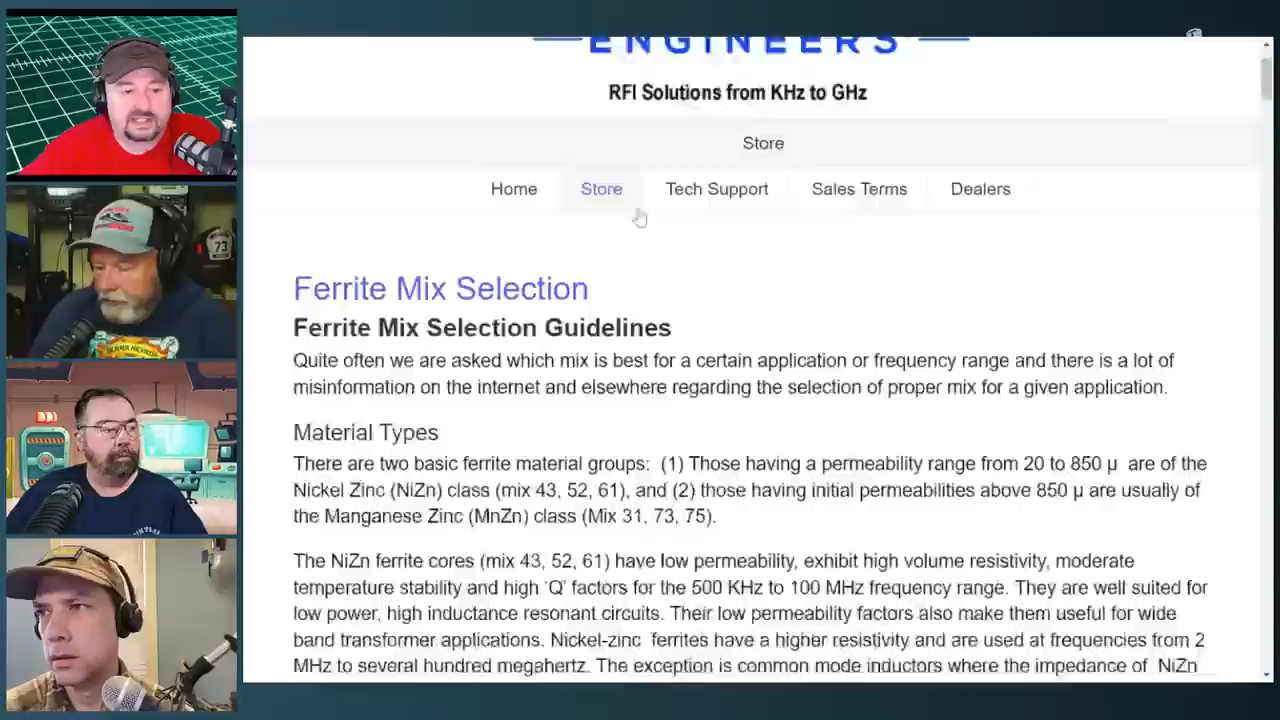 ENGINEERS
RFI Solutions from KHz to GHz
Store
Home Store Tech Support Sales Terms Dealers
Ferrite Mix Selection
Ferrite Mix Selection Guidelines
Quite often we are asked which mix is best for a certain application or frequency range and there is a lot of
misinformation on the internet and elsewhere regarding the selection of proper mix for a given application.
Material Types
There are two basic ferrite material groups: (1) Those having a permeability range from 20 to 850 μ are of the
Nickel Zinc (NiZn) class (mix 43, 52, 61), and (2) those having initial permeabilities above 850 μ are usually of
the Manganese Zinc (MnZn) class (Mix 31, 73, 75).
The NiZn ferrite cores (mix 43, 52, 61) have low permeability, exhibit high volume resistivity, moderate
temperature stability and high 'Q' factors for the 500 KHz to 100 MHz frequency range. They are well suited for
low power, high inductance resonant circuits. Their low permeability factors also make them useful for wide
band transformer applications. Nickel-zinc ferrites have a higher resistivity and are used at frequencies from 2
MHz to several hundred megahertz. The exception is common mode inductors where the impedance of NiZn
73